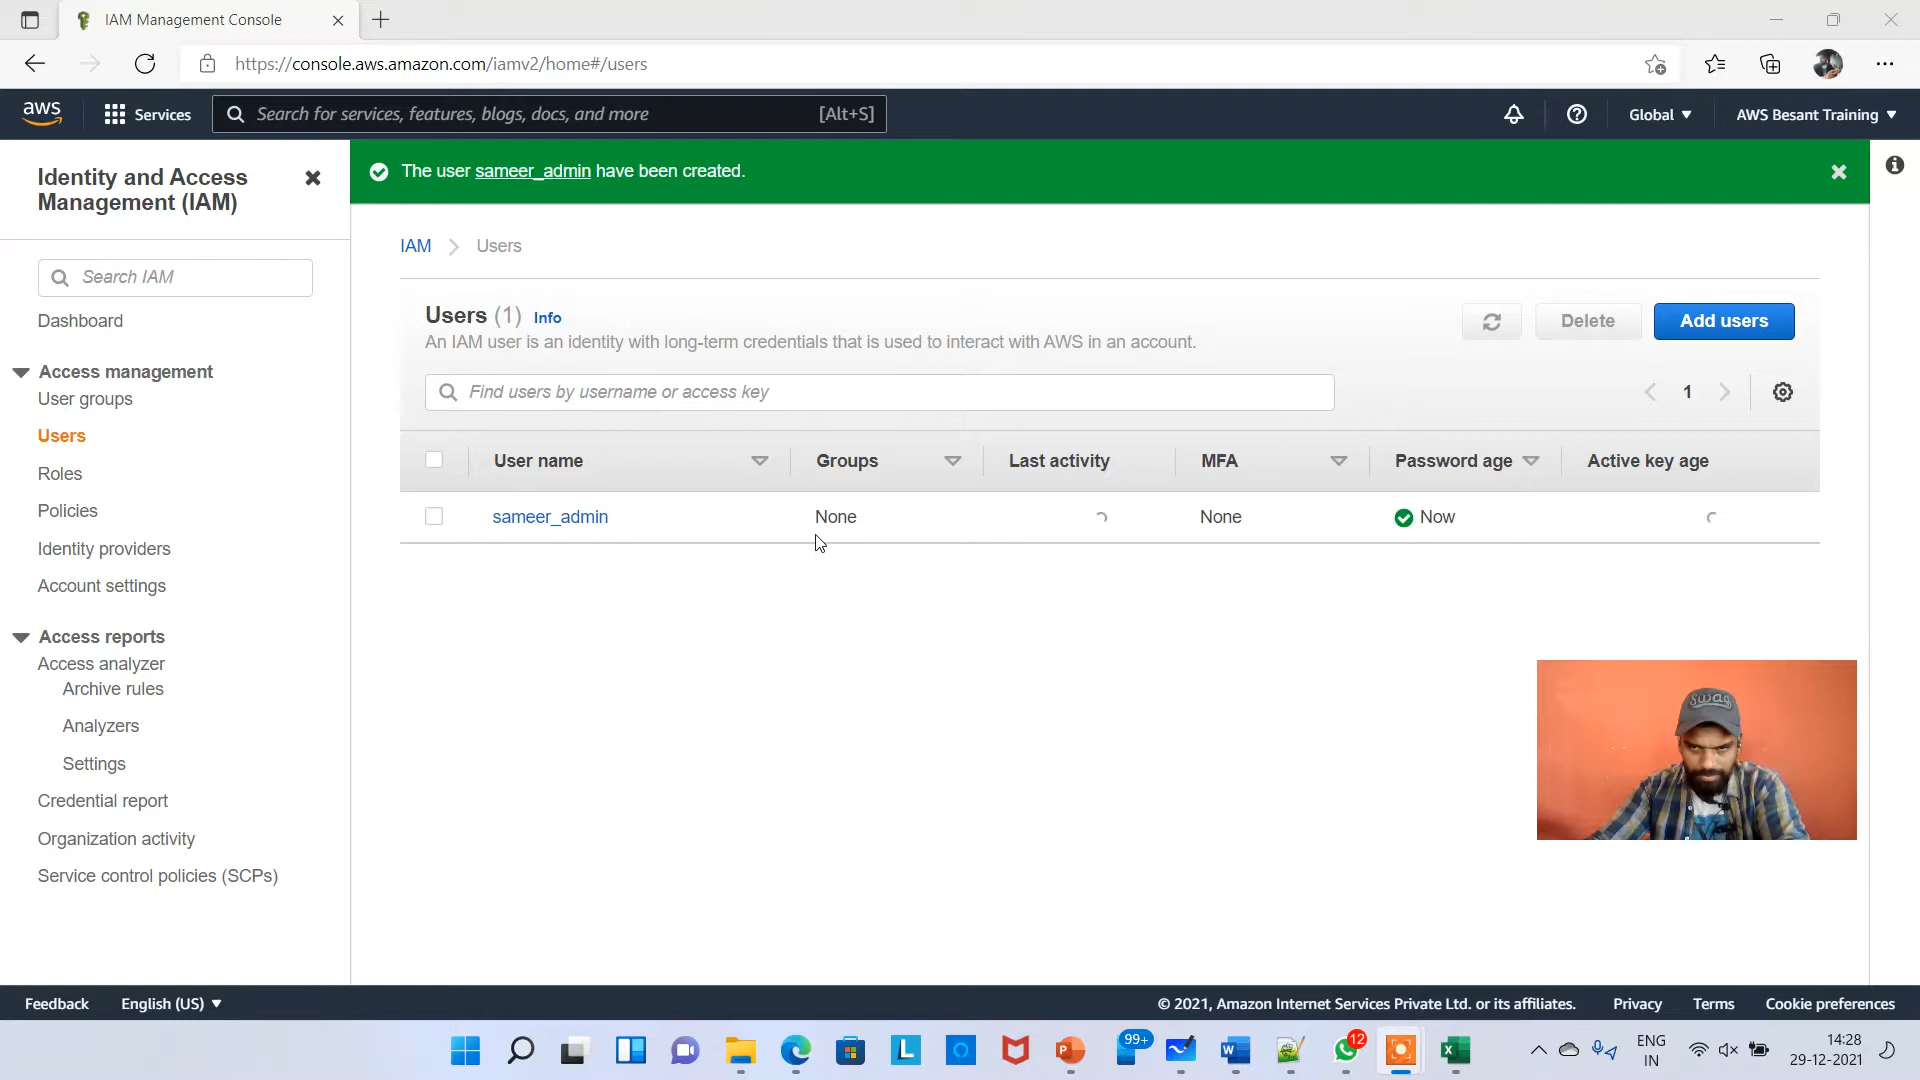 IAM Management Console
https://console.aws.amazon.com/iamv2/home#/users
aws
Services
Search for services, features, blogs, docs, and more
[Alt+S]
Global
AWS Besant Training
Identity and Access
Management (IAM)
Search IAM
Dashboard
Access management
User groups
Users
Roles
Policies
Identity providers
Account settings
Access reports
Access analyzer
Archive rules
Analyzers
Settings
Credential report
Organization activity
Service control policies (SCPs)
The user sameer_admin have been created.
IAM
Users
Users (1) Info
An IAM user is an identity with long-term credentials that is used to interact with AWS in an account.
Delete
Add users
Find users by username or access key
1
User name
Groups
Last activity
MFA
Password age
Active key age
sameer_admin
None
None
Now
swag
Feedback
English (US)
© 2021, Amazon Internet Services Private Ltd. or its affiliates.
Privacy
Terms
Cookie preferences
L
P
99+
W
12
X
ENG
IN
14:28
29-12-2021